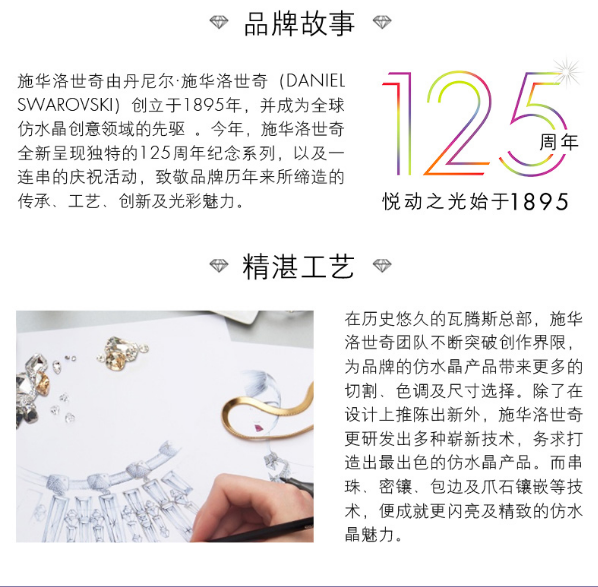 品牌故事
施华洛世奇由丹尼尔·施华洛世奇（DANIEL
SWAROVSKI）创立于1895年，并成为全球
仿水晶创意领域的先驱 。今年，施华洛世奇
全新呈现独特的125周年纪念系列，以及一
连串的庆祝活动，致敬品牌历年来所缔造的
传承、工艺、创新及光彩魅力。
125周年
悦动之光始于1895
精湛工艺
在历史悠久的瓦腾斯总部，施华
洛世奇团队不断突破创作界限，
为品牌的仿水晶产品带来更多的
切割、色调及尺寸选择。除了在
设计上推陈出新外，施华洛世奇
更研发出多种崭新技术，务求打
造出最出色的仿水晶产品。而串
珠、密镶、包边及爪石镶嵌等技
术，便成就更闪亮及精致的仿水
晶魅力。